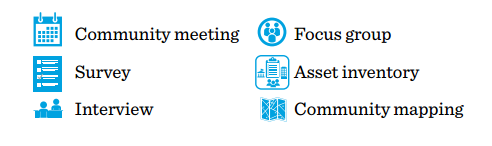 Community meeting
Focus group
Survey
Asset inventory
Interview
Community mapping